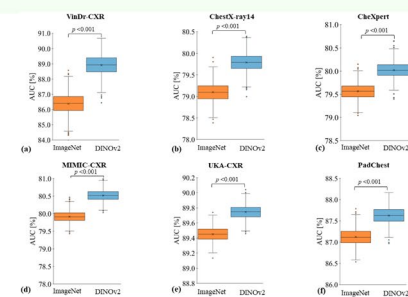 VinDr-CXR
p <0.001
AUC [%]
91.0
90.0
89.0
88.0
87.0
86.0
85.0
84.0
(a)
ImageNet DINOv2
ChestX-ray14
p <0.001
AUC [%]
80.5
80.0
79.5
79.0
78.5
78.0
(b)
ImageNet DINOv2
CheXpert
p <0.001
AUC [%]
81.0
80.5
80.0
79.5
79.0
78.5
(c)
ImageNet DINOv2
MIMIC-CXR
p <0.001
AUC [%]
81.0
80.5
80.0
79.5
79.0
78.5
78.0
(d)
ImageNet DINOv2
UKA-CXR
p <0.001
AUC [%]
90.2
90.0
89.8
89.6
89.4
89.2
89.0
88.8
(e)
ImageNet DINOv2
PadChest
p <0.001
AUC [%]
88.5
88.0
87.5
87.0
86.5
86.0
(f)
ImageNet DINOv2